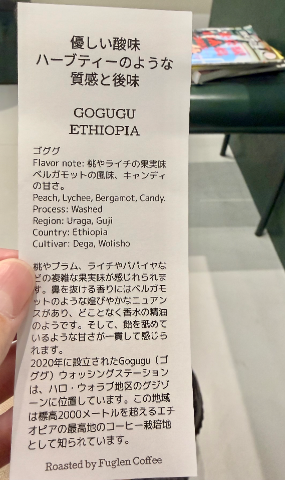 優しい酸味
ハーブティーのような
質感と後味
GOGUGU
ETHIOPIA
ゴググ
Flavor note: 桃やライチの果実味
ベルガモットの風味、キャンディ
の甘さ。
Peach, Lychee, Bergamot, Candy.
Process: Washed
Region: Uraga, Guji
Country: Ethiopia
Cultivar: Dega, Wolisho
桃やプラム、ライチやパパイヤな
どの複雑な果実味が感じられま
す。鼻を抜ける香りにはベルガモ
ットのような煌びやかなニュアン
スがあり、どことなく香水の精油
のようです。そして、飴を舐めて
いるような甘さが一貫して感じら
れます。
2020年に設立されたGogugu（ゴ
ググ）ウォッシングステーション
は、ハロ・ウォラブ地区のグジゾ
ーンに位置しています。この地域
は標高2000メートルを超えるエチ
オピアの最高地のコーヒー栽培地
として知られています。
Roasted by Fuglen Coffee